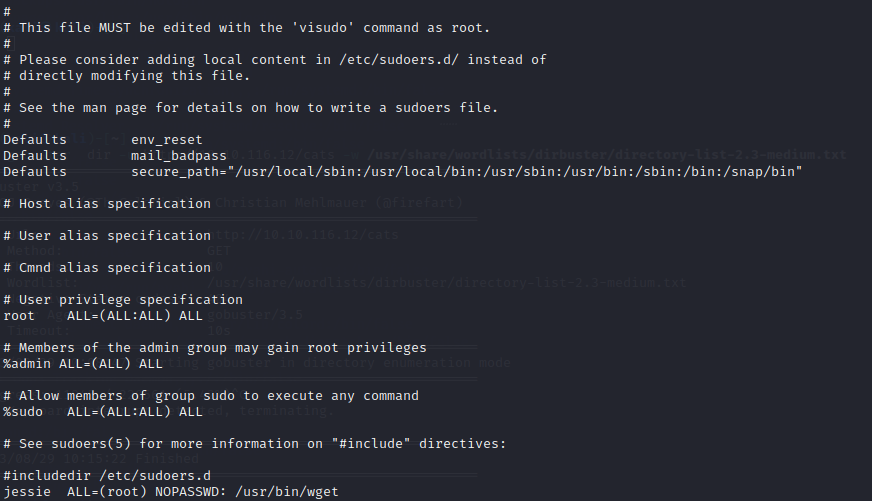 #
# This file MUST be edited with the 'visudo' command as root.
#
# Please consider adding local content in /etc/sudoers.d/ instead of
# directly modifying this file.
#
# See the man page for details on how to write a sudoers file.
#
Defaults        env_reset
Defaults        mail_badpass
Defaults        secure_path="/usr/local/sbin:/usr/local/bin:/usr/sbin:/usr/bin:/sbin:/bin:/snap/bin"
# Host alias specification
# User alias specification
# Cmnd alias specification
# User privilege specification
root    ALL=(ALL:ALL) ALL
# Members of the admin group may gain root privileges
%admin ALL=(ALL) ALL
# Allow members of group sudo to execute any command
%sudo   ALL=(ALL:ALL) ALL
# See sudoers(5) for more information on "#include" directives:
#includedir /etc/sudoers.d
jessie  ALL=(root) NOPASSWD: /usr/bin/wget